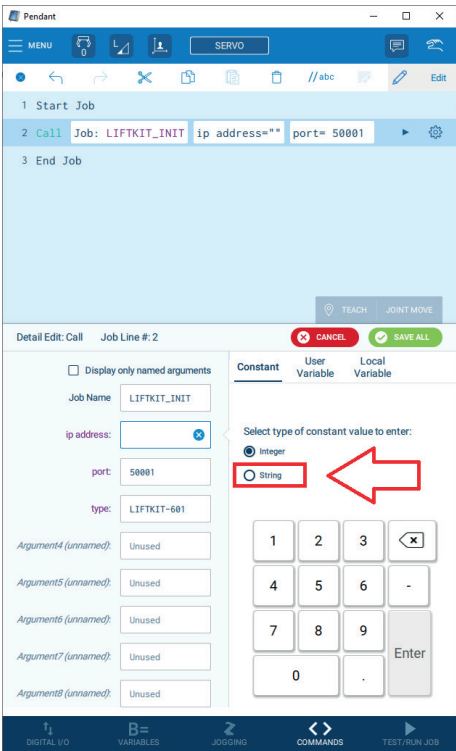 Pendant
MENU
0
L
SERVO
//abc
Edit
1 Start Job
2 Call Job: LIFTKIT_INIT ip address="" port= 50001
3 End Job
TEACH JOINT MOVE
Detail Edit: Call Job Line #: 2
CANCEL
SAVE ALL
Display only named arguments
Job Name LIFTKIT_INIT
ip address:
port: 50001
type: LIFTKIT-601
Argument4 (unnamed): Unused
Argument5 (unnamed): Unused
Argument6 (unnamed): Unused
Argument7 (unnamed): Unused
Argument8 (unnamed): Unused
Constant
User Variable
Local Variable
Select type of constant value to enter:
Integer
String
1 2 3
4 5 6 -
7 8 9
Enter
0 .
DIGITAL I/O
VARIABLES
JOGGING
COMMANDS
TEST/RUN JOB